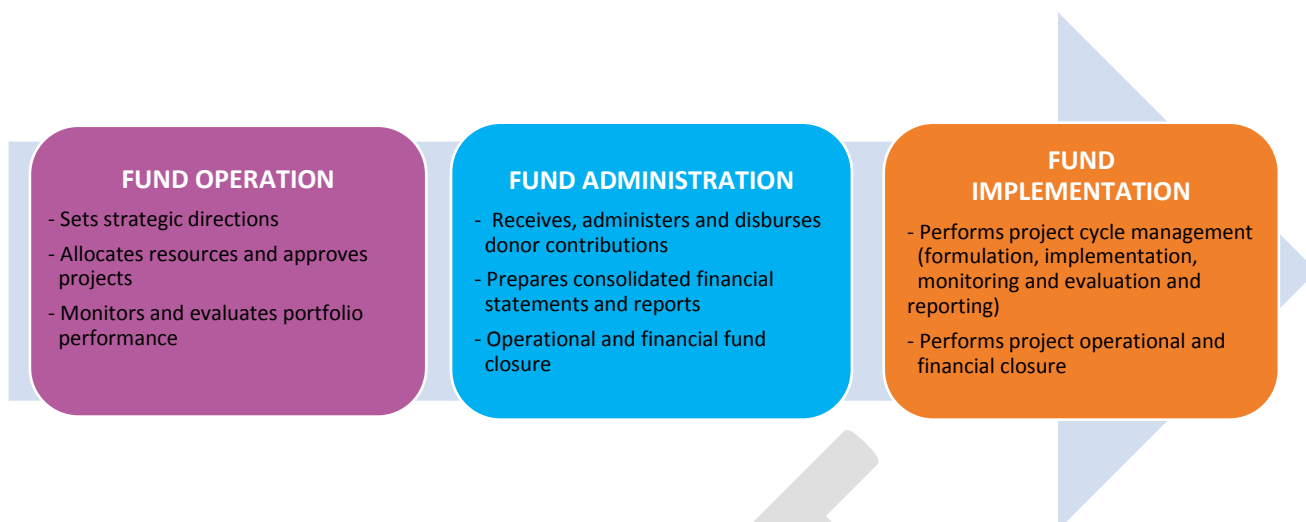 FUND OPERATION
- Sets strategic directions
- Allocates resources and approves
projects
- Monitors and evaluates portfolio
performance
FUND ADMINISTRATION
- Receives, administers and disburses
donor contributions
- Prepares consolidated financial
statements and reports
- Operational and financial fund
closure
FUND
IMPLEMENTATION
- Performs project cycle management
(formulation, implementation,
monitoring and evaluation and
reporting)
- Performs project operational and
financial closure